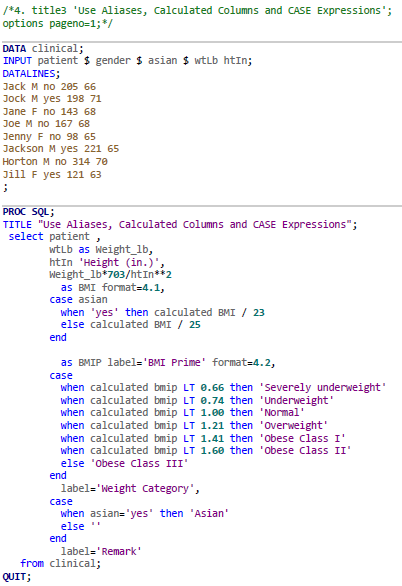 /*4. title3 'Use Aliases, Calculated Columns and CASE Expressions';
options pageno=1;*/
DATA clinical;
INPUT patient $ gender $ asian $ wtLb htIn;
DATALINES;
Jack M no 205 66
Jock M yes 198 71
Jane F no 143 68
Joe M no 167 68
Jenny F no 98 65
Jackson M yes 221 65
Horton M no 314 70
Jill F yes 121 63
;
PROC SQL;
TITLE "Use Aliases, Calculated Columns and CASE Expressions";
select patient ,
wtLb as Weight_lb,
htIn 'Height (in.)',
Weight_lb*703/htIn**2
as BMI format=4.1,
case asian
when 'yes' then calculated BMI / 23
else calculated BMI / 25
end
as BMIP label='BMI Prime' format=4.2,
case
when calculated bmip LT 0.66 then 'Severely underweight'
when calculated bmip LT 0.74 then 'Underweight'
when calculated bmip LT 1.00 then 'Normal'
when calculated bmip LT 1.21 then 'Overweight'
when calculated bmip LT 1.41 then 'Obese Class I'
when calculated bmip LT 1.60 then 'Obese Class II'
else 'Obese Class III'
end
label='Weight Category',
case
when asian='yes' then 'Asian'
else ''
end
label='Remark'
from clinical;
QUIT;